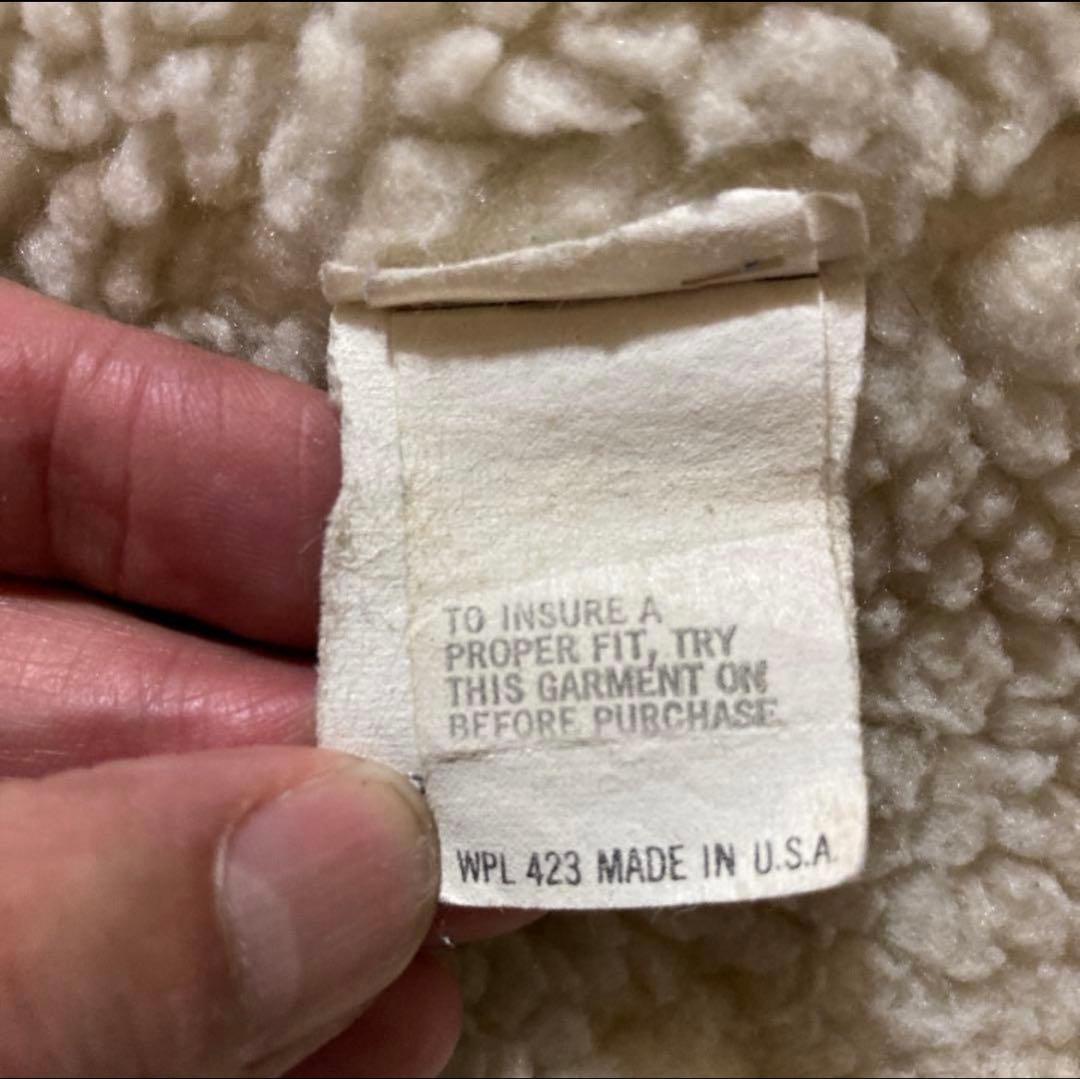 TO INSURE A
PROPER FIT, TRY
THIS GARMENT ON
BEFORE PURCHASE
WPL 423 MADE IN U.S.A.